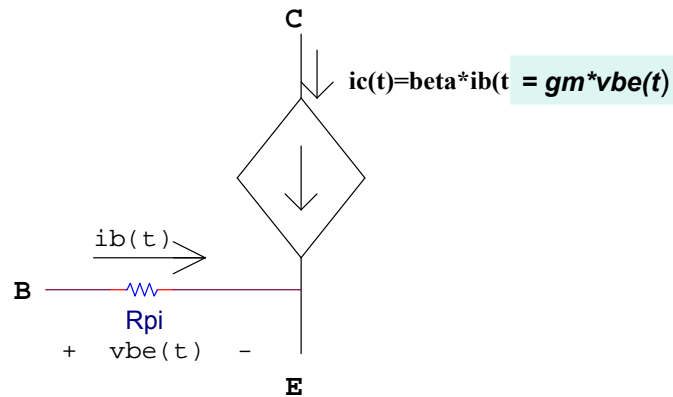 C
ic(t)=beta*ib(t = gm*vbe(t)
ib(t)
B
Rpi
+ vbe(t) -
E